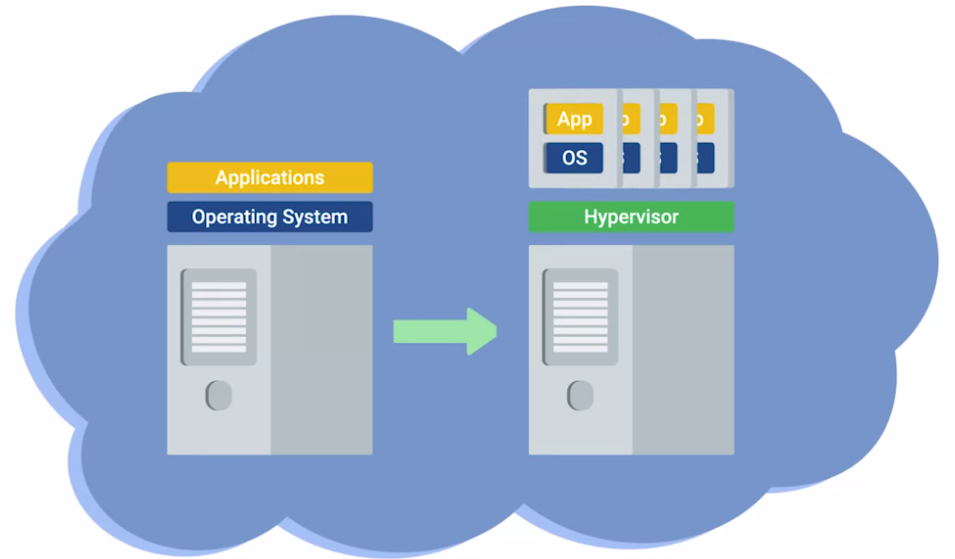 Applications
Operating System
App
OS
Hypervisor